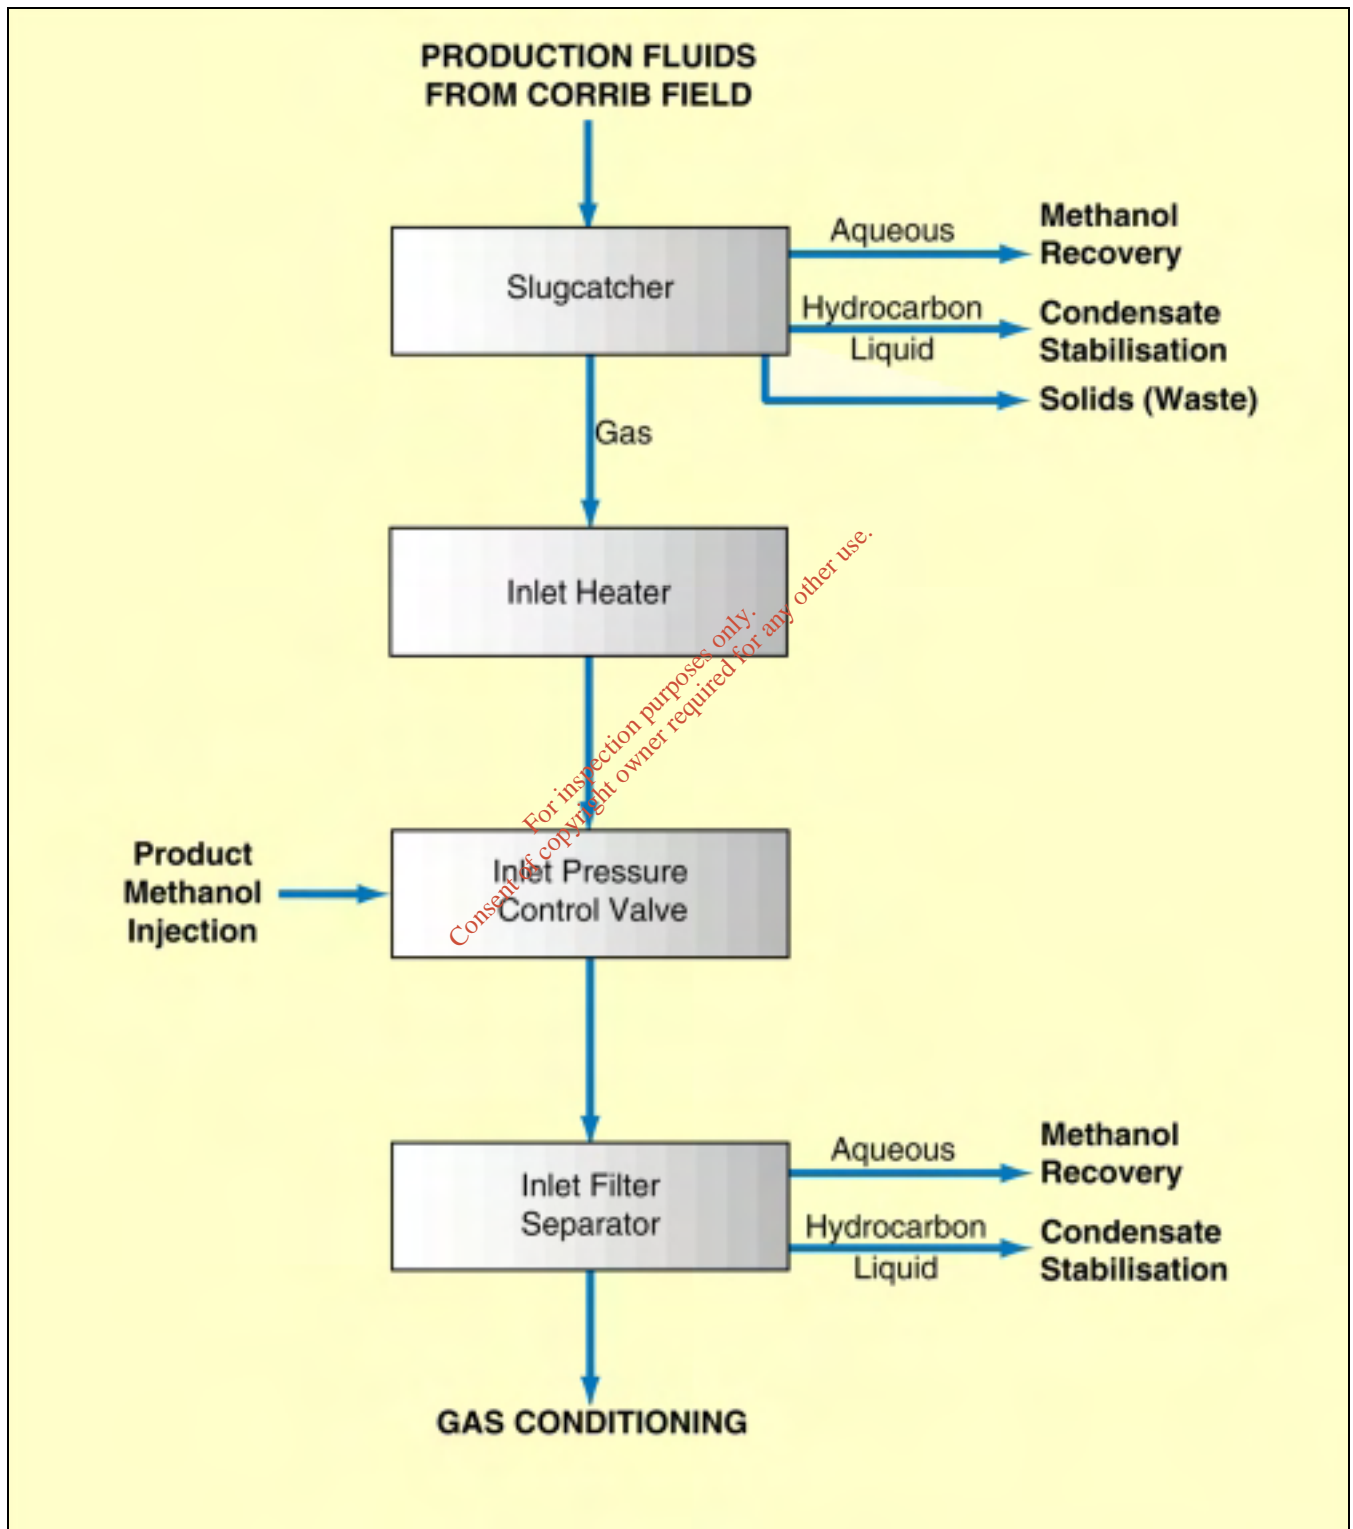 PRODUCTION FLUIDS
FROM CORRIB FIELD
Slugcatcher
Aqueous
Methanol
Recovery
Hydrocarbon
Liquid
Condensate
Stabilisation
Solids (Waste)
Gas
Inlet Heater
For inspection purposes only.
Consent of copyright owner required for any other use.
Product
Methanol
Injection
Inlet Pressure
Control Valve
Inlet Filter
Separator
Aqueous
Methanol
Recovery
Hydrocarbon
Liquid
Condensate
Stabilisation
GAS CONDITIONING